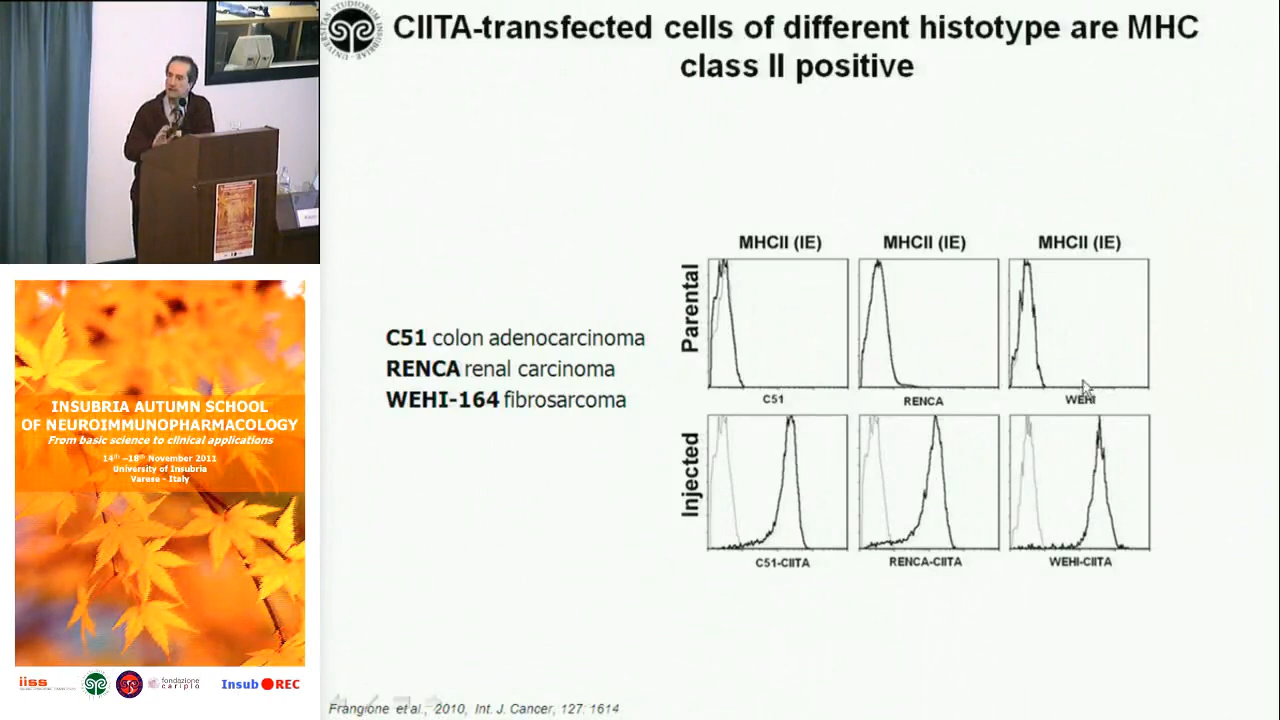 CIITA-transfected cells of different histotype are MHC
class II positive
MHCII (IE) MHCII (IE) MHCII (IE)
Parental
C51 colon adenocarcinoma
RENCA renal carcinoma
WEHI-164 fibrosarcoma
C51 RENCA WEHI
Injected
C51-CIITA RENCA-CIITA WEHI-CIITA
Frangione et al., 2010, Int. J. Cancer, 127: 1614
INSUBRIA AUTUMN SCHOOL
OF NEUROIMMUNOPHARMACOLOGY
From basic science to clinical applications
14th –18th November 2011
University of Insubria
Varese - Italy
iiss
fondazione
cariplo
Insub REC